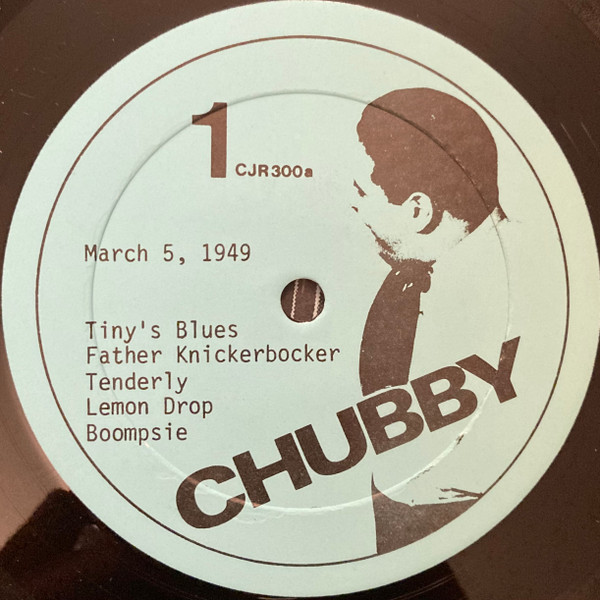 1
CJR300a
March 5, 1949
Tiny's Blues
Father Knickerbocker
Tenderly
Lemon Drop
Boompsie
CHUBBY